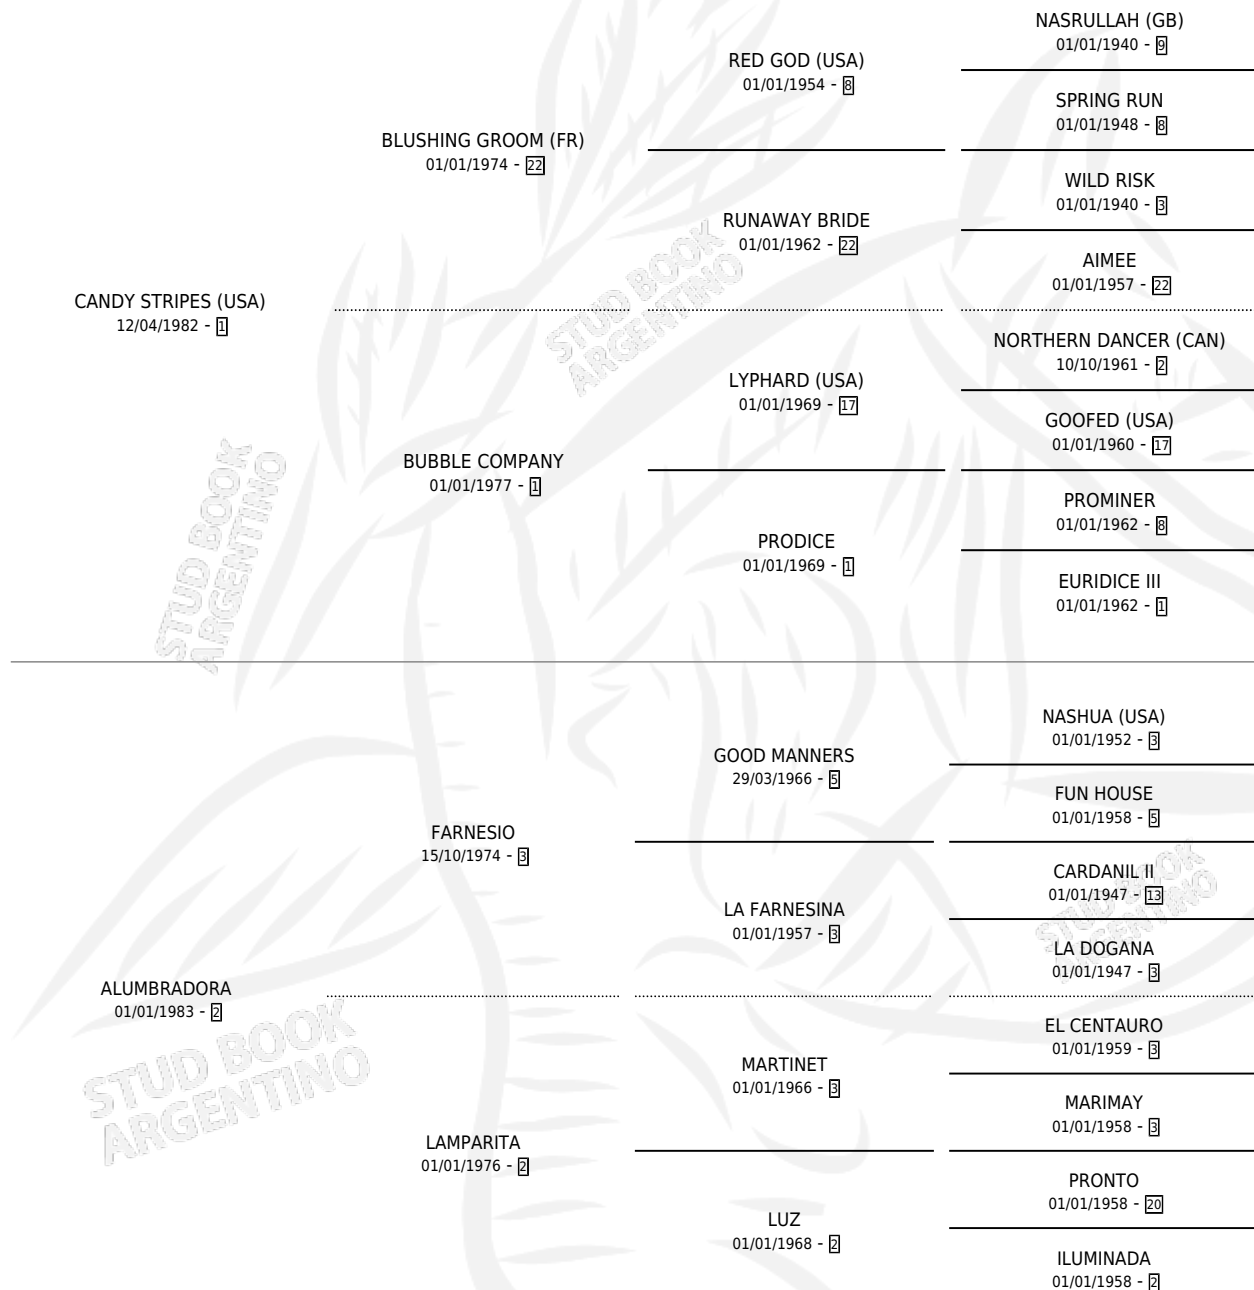 NASRULLAH (GB)
01/01/1940 - 9
RED GOD (USA)
01/01/1954 - 8
SPRING RUN
01/01/1948 - 8
BLUSHING GROOM (FR)
01/01/1974 - 22
WILD RISK
01/01/1940 - 3
RUNAWAY BRIDE
01/01/1962 - 22
AIMEE
01/01/1957 - 22
CANDY STRIPES (USA)
12/04/1982 - 1
NORTHERN DANCER (CAN)
10/10/1961 - 2
LYPHARD (USA)
01/01/1969 - 17
GOOFED (USA)
01/01/1960 - 17
BUBBLE COMPANY
01/01/1977 - 1
PROMINER
01/01/1962 - 8
PRODICE
01/01/1969 - 1
EURIDICE III
01/01/1962 - 1
NASHUA (USA)
01/01/1952 - 3
GOOD MANNERS
29/03/1966 - 5
FUN HOUSE
01/01/1958 - 5
FARNESIO
15/10/1974 - 3
CARDANIL II
01/01/1947 - 13
LA FARNESINA
01/01/1957 - 3
LA DOGANA
01/01/1947 - 3
ALUMBRADORA
01/01/1983 - 2
EL CENTAURO
01/01/1959 - 3
MARTINET
01/01/1966 - 3
MARIMAY
01/01/1958 - 3
LAMPARITA
01/01/1976 - 2
PRONTO
01/01/1958 - 20
LUZ
01/01/1968 - 2
ILUMINADA
01/01/1958 - 2
STUD BOOK
ARGENTINO
STUD BOOK
ARGENTINO
STUD BOOK
ARGENTINO
STUD BOOK
ARGENTINO